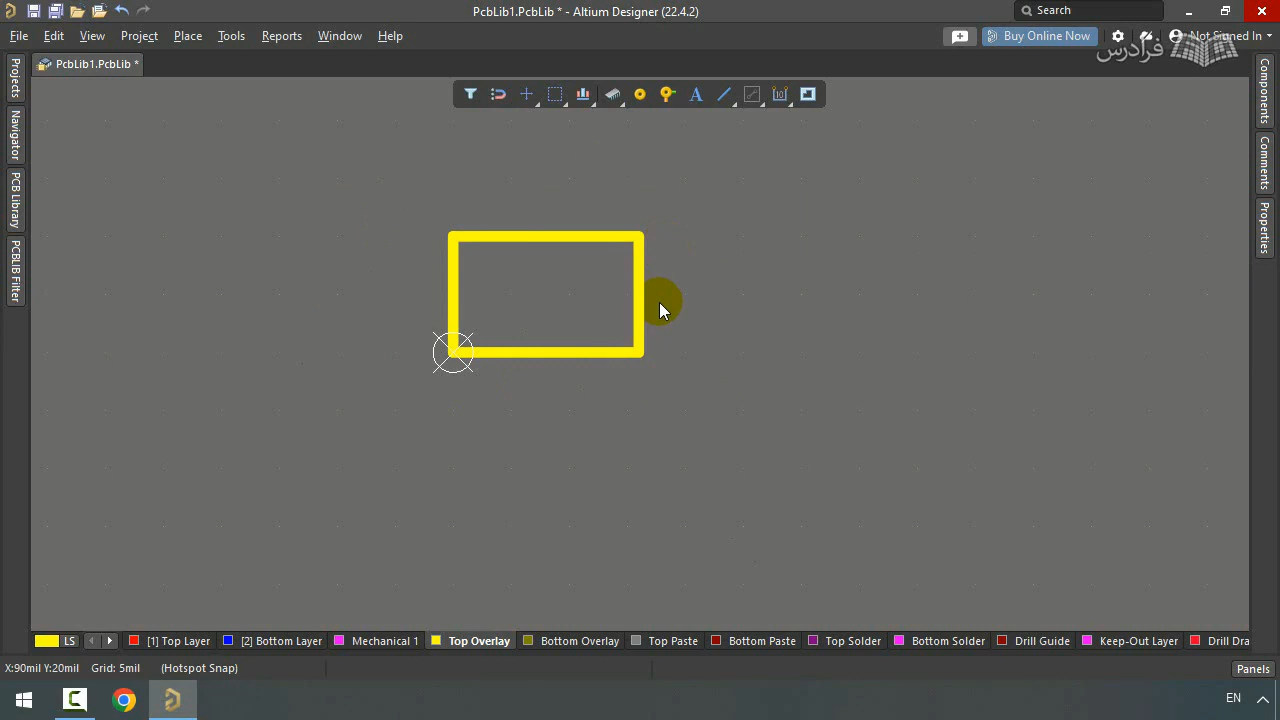 PcbLib1.PcbLib * - Altium Designer (22.4.2)
Search
File Edit View Project Place Tools Reports Window Help
Buy Online Now
Not Signed In
فرادرس
PcbLib1.PcbLib *
Projects
Navigator
PCB Library
PCBLIB Filter
Components
Comments
Properties
A
10
LS
[1] Top Layer
[2] Bottom Layer
Mechanical 1
Top Overlay
Bottom Overlay
Top Paste
Bottom Paste
Top Solder
Bottom Solder
Drill Guide
Keep-Out Layer
Drill Dra
X:90mil Y:20mil Grid: 5mil (Hotspot Snap)
Panels
C
EN